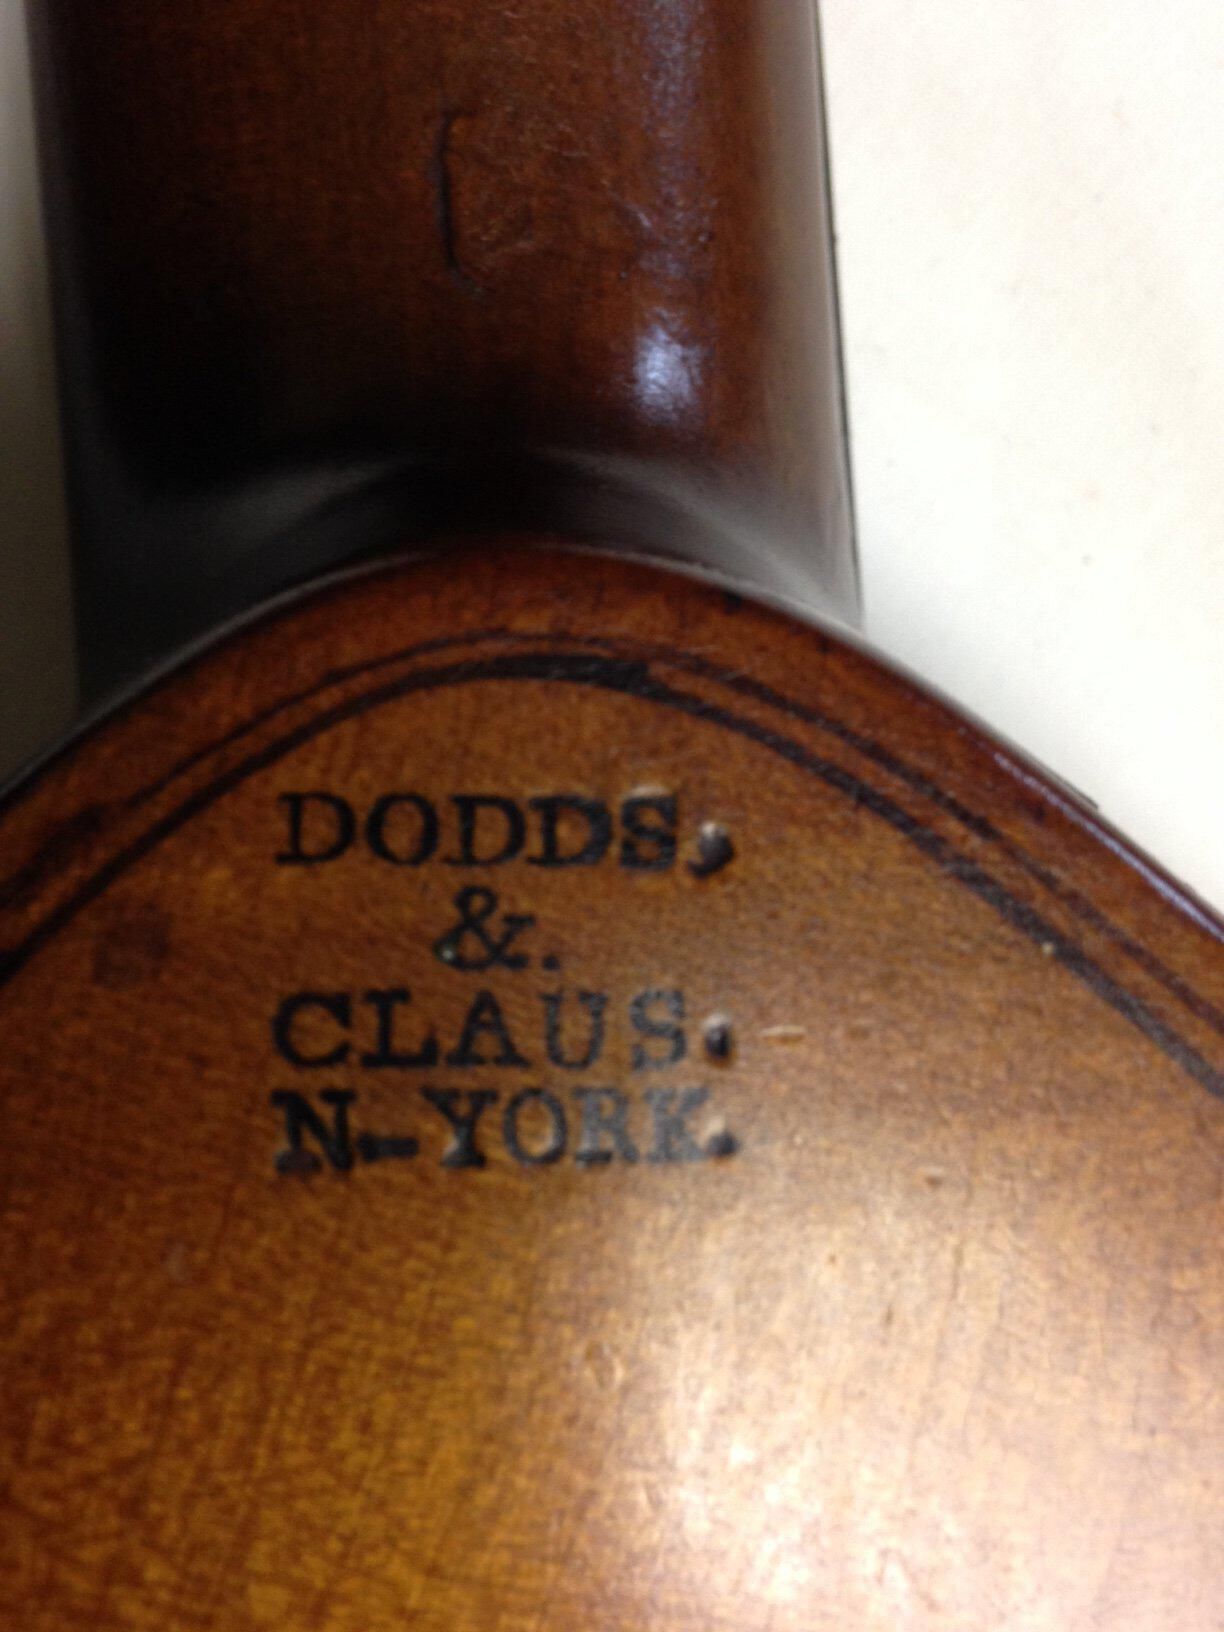 DODDS,
&.
CLAUS.
N-YORK.